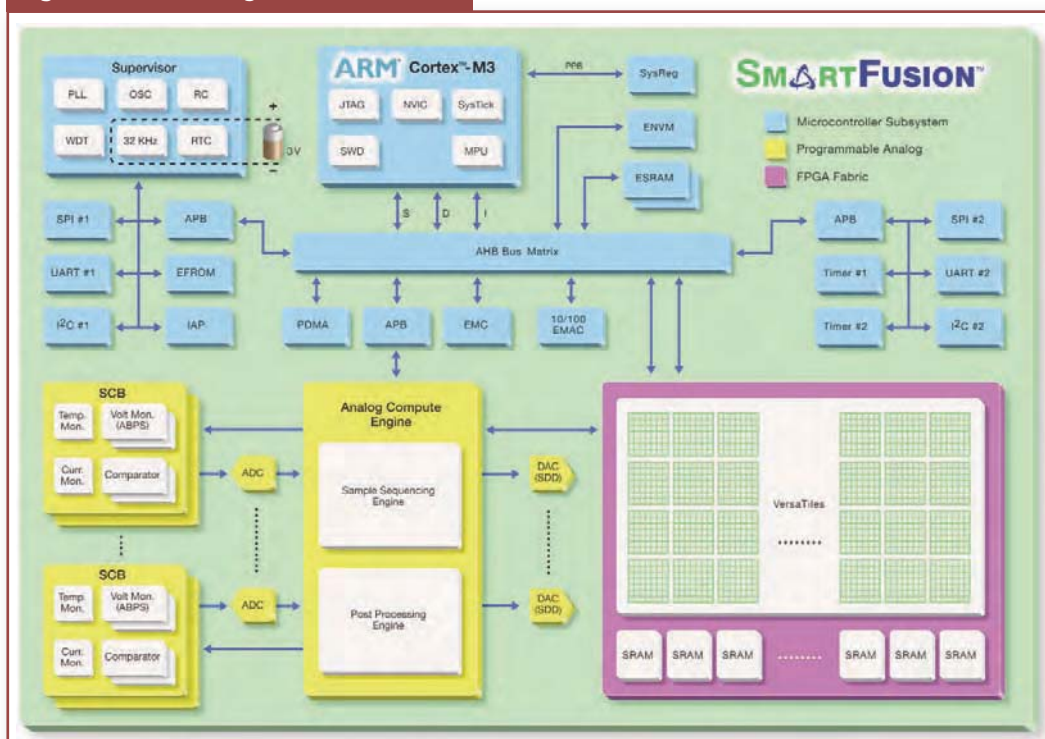 Supervisor
PLL
OSC
RC
WDT
32 KHz
RTC
+
3V
−
ARM® Cortex™-M3
JTAG
NVIC
SysTick
SWD
MPU
PPB
SysReg
ENVM
ESRAM
SMARTFUSION™
Microcontroller Subsystem
Programmable Analog
FPGA Fabric
S
D
I
SPI #1
APB
UART #1
EFROM
I²C #1
IAP
AHB Bus Matrix
PDMA
APB
EMC
10/100
EMAC
APB
SPI #2
Timer #1
UART #2
Timer #2
I²C #2
SCB
Temp.
Mon.
Volt Mon.
(ABPS)
Curr.
Mon.
Comparator
ADC
SCB
Temp.
Mon.
Volt Mon.
(ABPS)
Curr.
Mon.
Comparator
ADC
Analog Compute
Engine
Sample Sequencing
Engine
Post Processing
Engine
DAC
(SDD)
DAC
(SDD)
VersaTiles
SRAM
SRAM
SRAM
SRAM
SRAM
SRAM